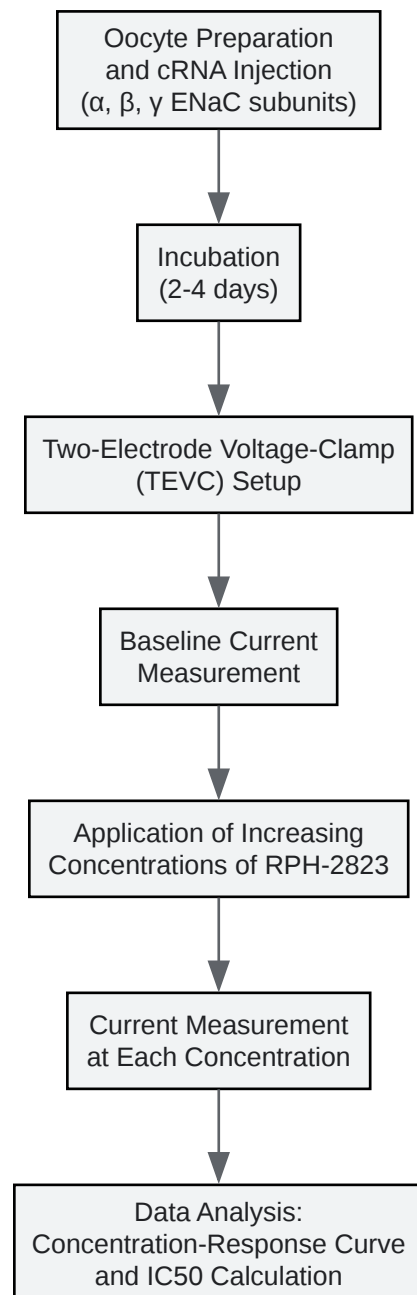 Oocyte Preparation
and cRNA Injection
(α, β, γ ENaC subunits)
Incubation
(2-4 days)
Two-Electrode Voltage-Clamp
(TEVC) Setup
Baseline Current
Measurement
Application of Increasing
Concentrations of RPH-2823
Current Measurement
at Each Concentration
Data Analysis:
Concentration-Response Curve
and IC50 Calculation